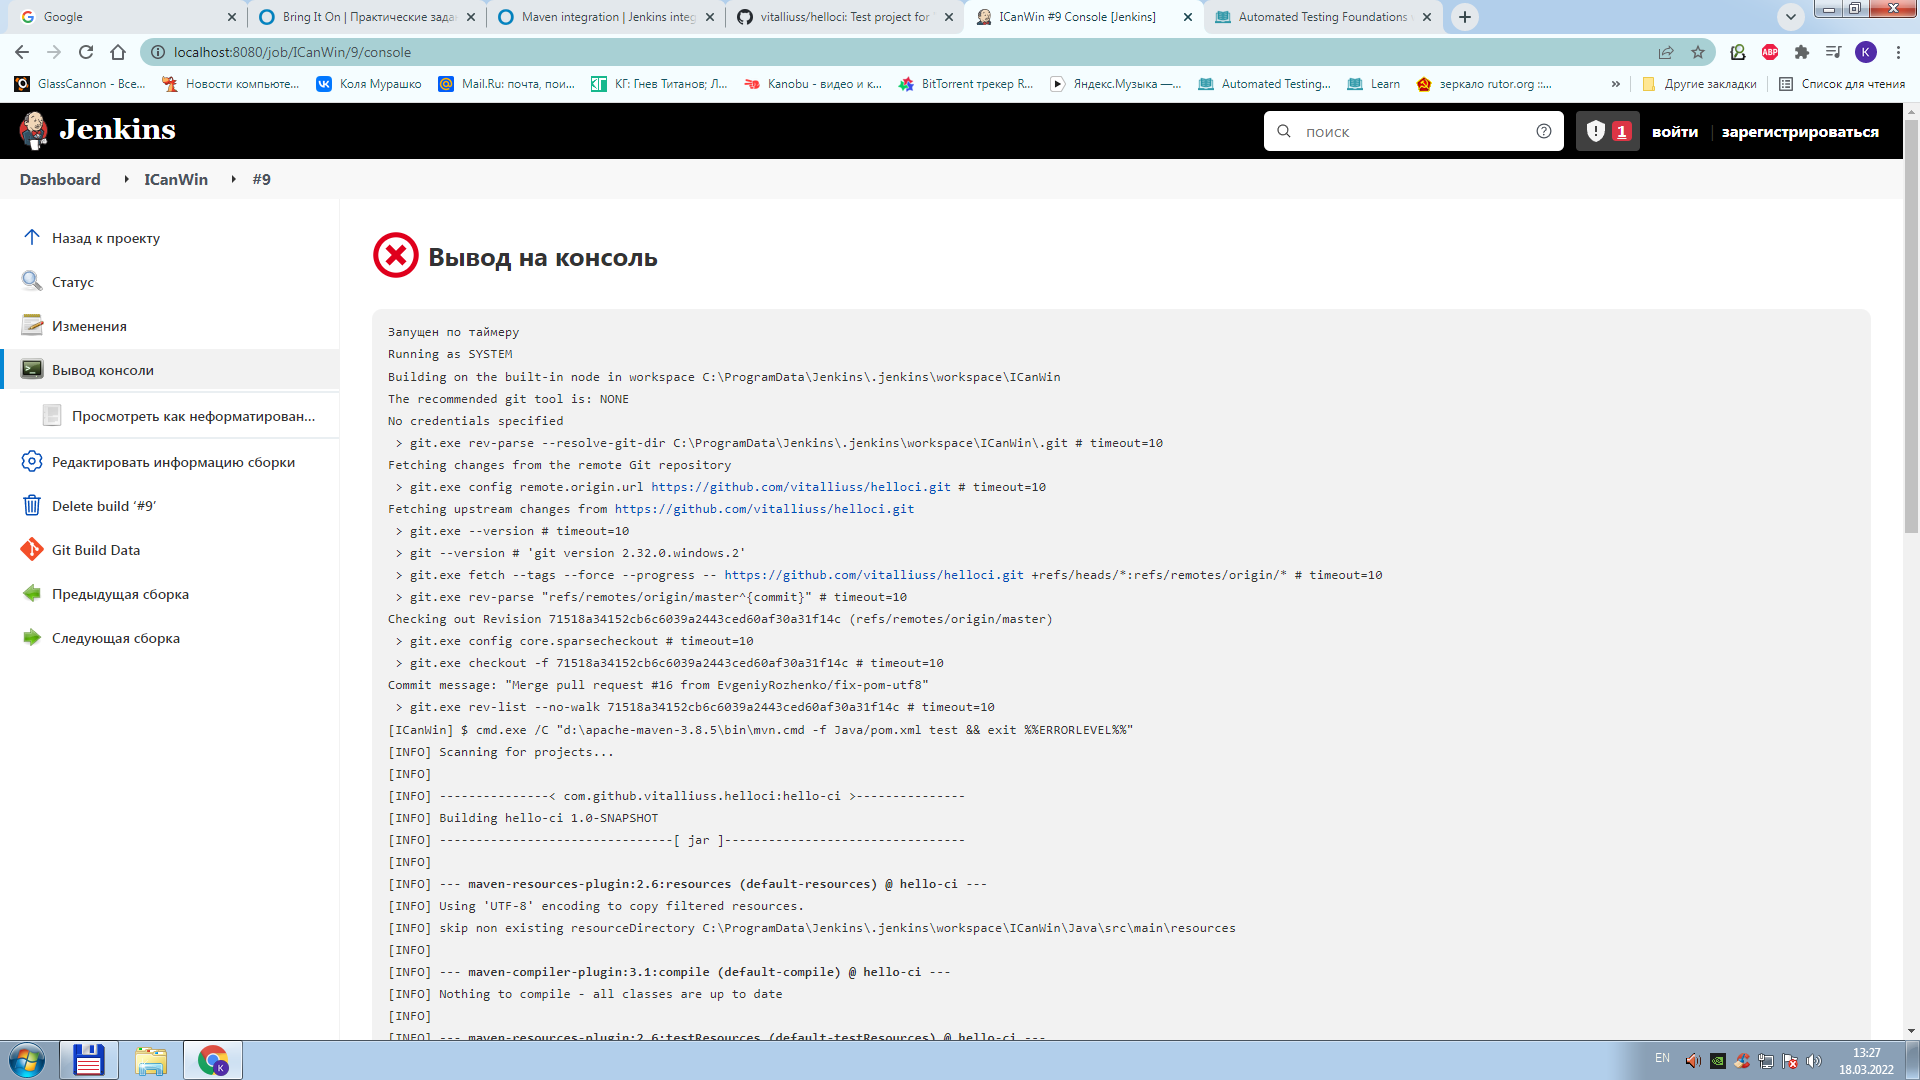 Google
Bring It On | Практические зада
Maven integration | Jenkins integ
vitalliuss/helloci: Test project for
ICanWin #9 Console [Jenkins]
Automated Testing Foundations
localhost:8080/job/ICanWin/9/console
ABP
K
GlassCannon - Все...
Новости компьюте...
Коля Мурашко
Mail.Ru: почта, пои...
КГ: Гнев Титанов; Л...
Kanobu - видео и к...
BitTorrent трекер R...
Яндекс.Музыка —...
Automated Testing...
Learn
зеркало rutor.org ::...
»
Другие закладки
Список для чтения
Jenkins
поиск
1
войти
зарегистрироваться
Dashboard
ICanWin
#9
Назад к проекту
Статус
Изменения
Вывод консоли
Просмотреть как неформатирован...
Редактировать информацию сборки
Delete build ‘#9’
Git Build Data
Предыдущая сборка
Следующая сборка
Вывод на консоль
Запущен по таймеру
Running as SYSTEM
Building on the built-in node in workspace C:\ProgramData\Jenkins\.jenkins\workspace\ICanWin
The recommended git tool is: NONE
No credentials specified
> git.exe rev-parse --resolve-git-dir C:\ProgramData\Jenkins\.jenkins\workspace\ICanWin\.git # timeout=10
Fetching changes from the remote Git repository
> git.exe config remote.origin.url https://github.com/vitalliuss/helloci.git # timeout=10
Fetching upstream changes from https://github.com/vitalliuss/helloci.git
> git.exe --version # timeout=10
> git --version # 'git version 2.32.0.windows.2'
> git.exe fetch --tags --force --progress -- https://github.com/vitalliuss/helloci.git +refs/heads/*:refs/remotes/origin/* # timeout=10
> git.exe rev-parse "refs/remotes/origin/master^{commit}" # timeout=10
Checking out Revision 71518a34152cb6c6039a2443ced60af30a31f14c (refs/remotes/origin/master)
> git.exe config core.sparsecheckout # timeout=10
> git.exe checkout -f 71518a34152cb6c6039a2443ced60af30a31f14c # timeout=10
Commit message: "Merge pull request #16 from EvgeniyRozhenko/fix-pom-utf8"
> git.exe rev-list --no-walk 71518a34152cb6c6039a2443ced60af30a31f14c # timeout=10
[ICanWin] $ cmd.exe /C "d:\apache-maven-3.8.5\bin\mvn.cmd -f Java/pom.xml test && exit %%ERRORLEVEL%%"
[INFO] Scanning for projects...
[INFO]
[INFO] ---------------< com.github.vitalliuss.helloci:hello-ci >---------------
[INFO] Building hello-ci 1.0-SNAPSHOT
[INFO] --------------------------------[ jar ]---------------------------------
[INFO]
[INFO] --- maven-resources-plugin:2.6:resources (default-resources) @ hello-ci ---
[INFO] Using 'UTF-8' encoding to copy filtered resources.
[INFO] skip non existing resourceDirectory C:\ProgramData\Jenkins\.jenkins\workspace\ICanWin\Java\src\main\resources
[INFO]
[INFO] --- maven-compiler-plugin:3.1:compile (default-compile) @ hello-ci ---
[INFO] Nothing to compile - all classes are up to date
[INFO]
[INFO] --- maven-resources-plugin:2.6:testResources (default-testResources) @ hello-ci ---
K
EN
13:27
18.03.2022